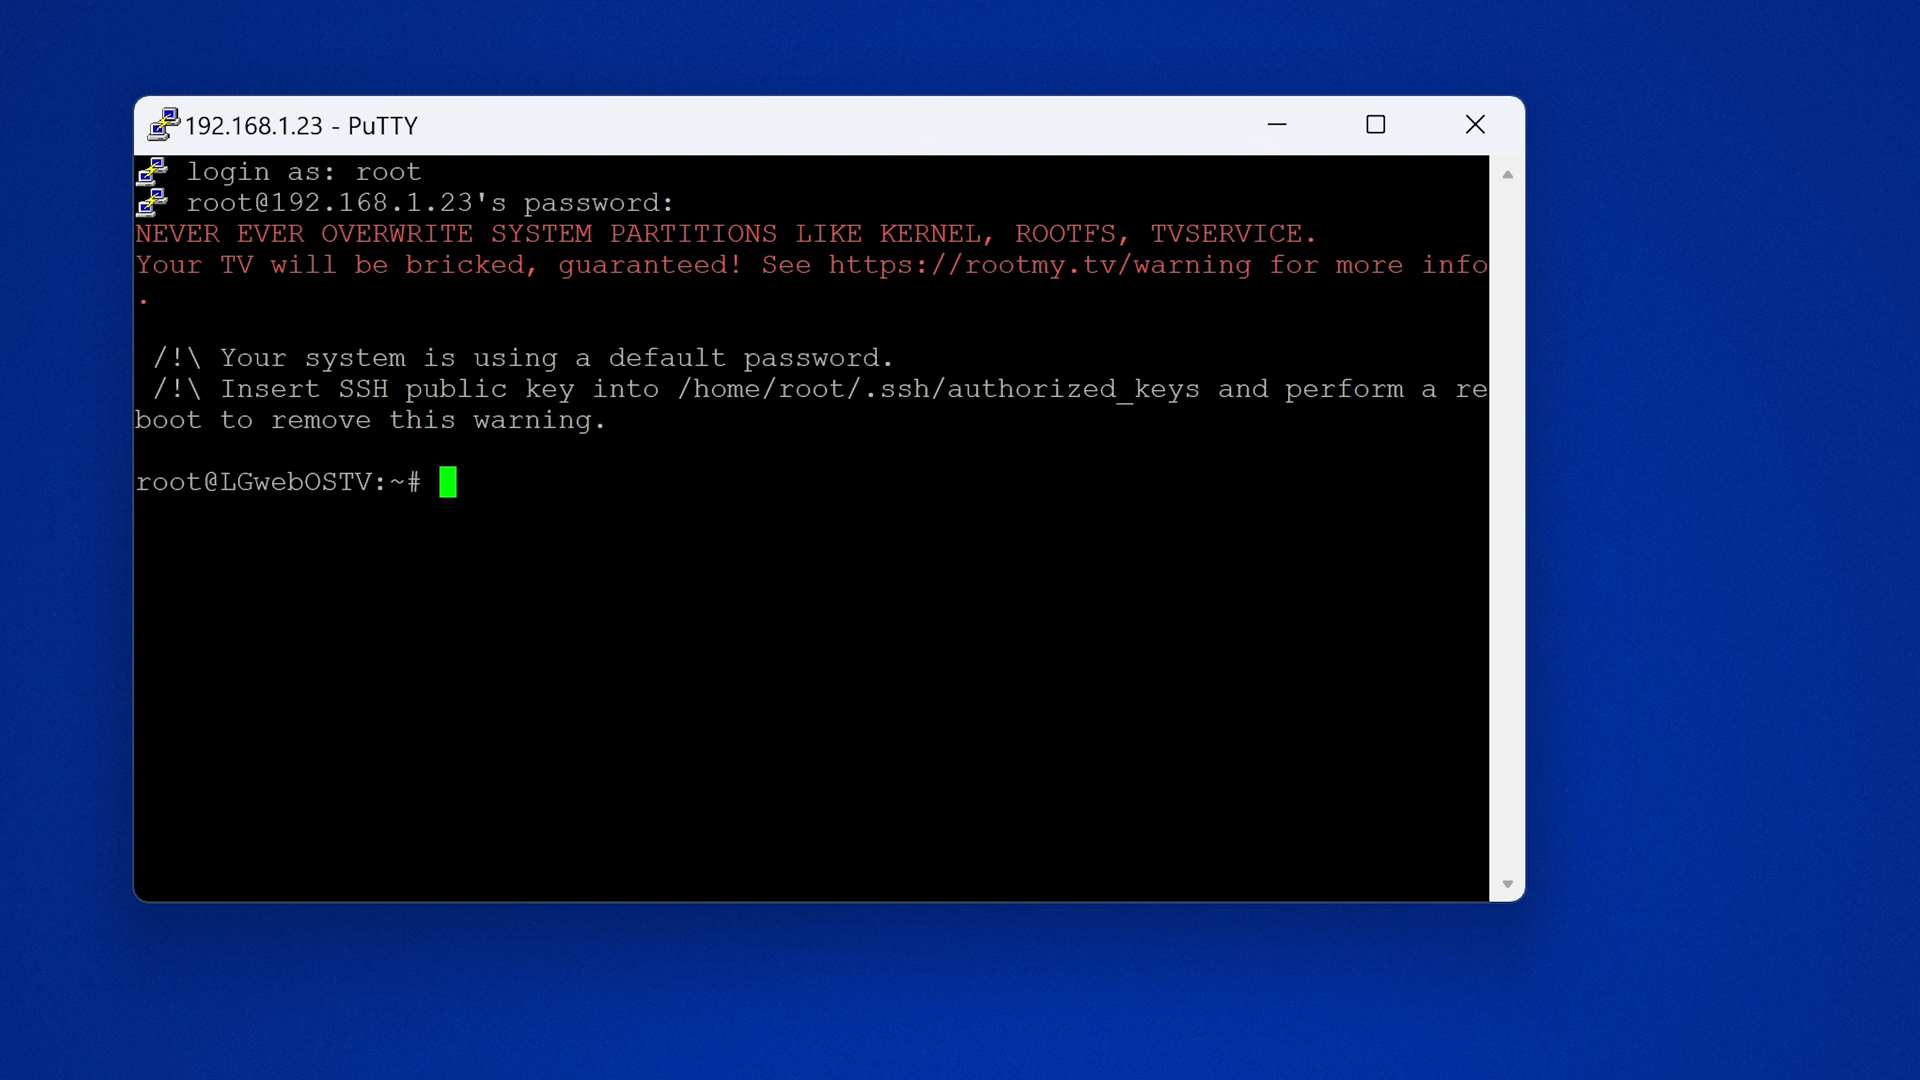 192.168.1.23 - PuTTY
login as: root
root@192.168.1.23's password:
NEVER EVER OVERWRITE SYSTEM PARTITIONS LIKE KERNEL, ROOTFS, TVSERVICE.
Your TV will be bricked, guaranteed! See https://rootmy.tv/warning for more info
.
/!\ Your system is using a default password.
/!\ Insert SSH public key into /home/root/.ssh/authorized_keys and perform a re
boot to remove this warning.
root@LGwebOSTV:~#